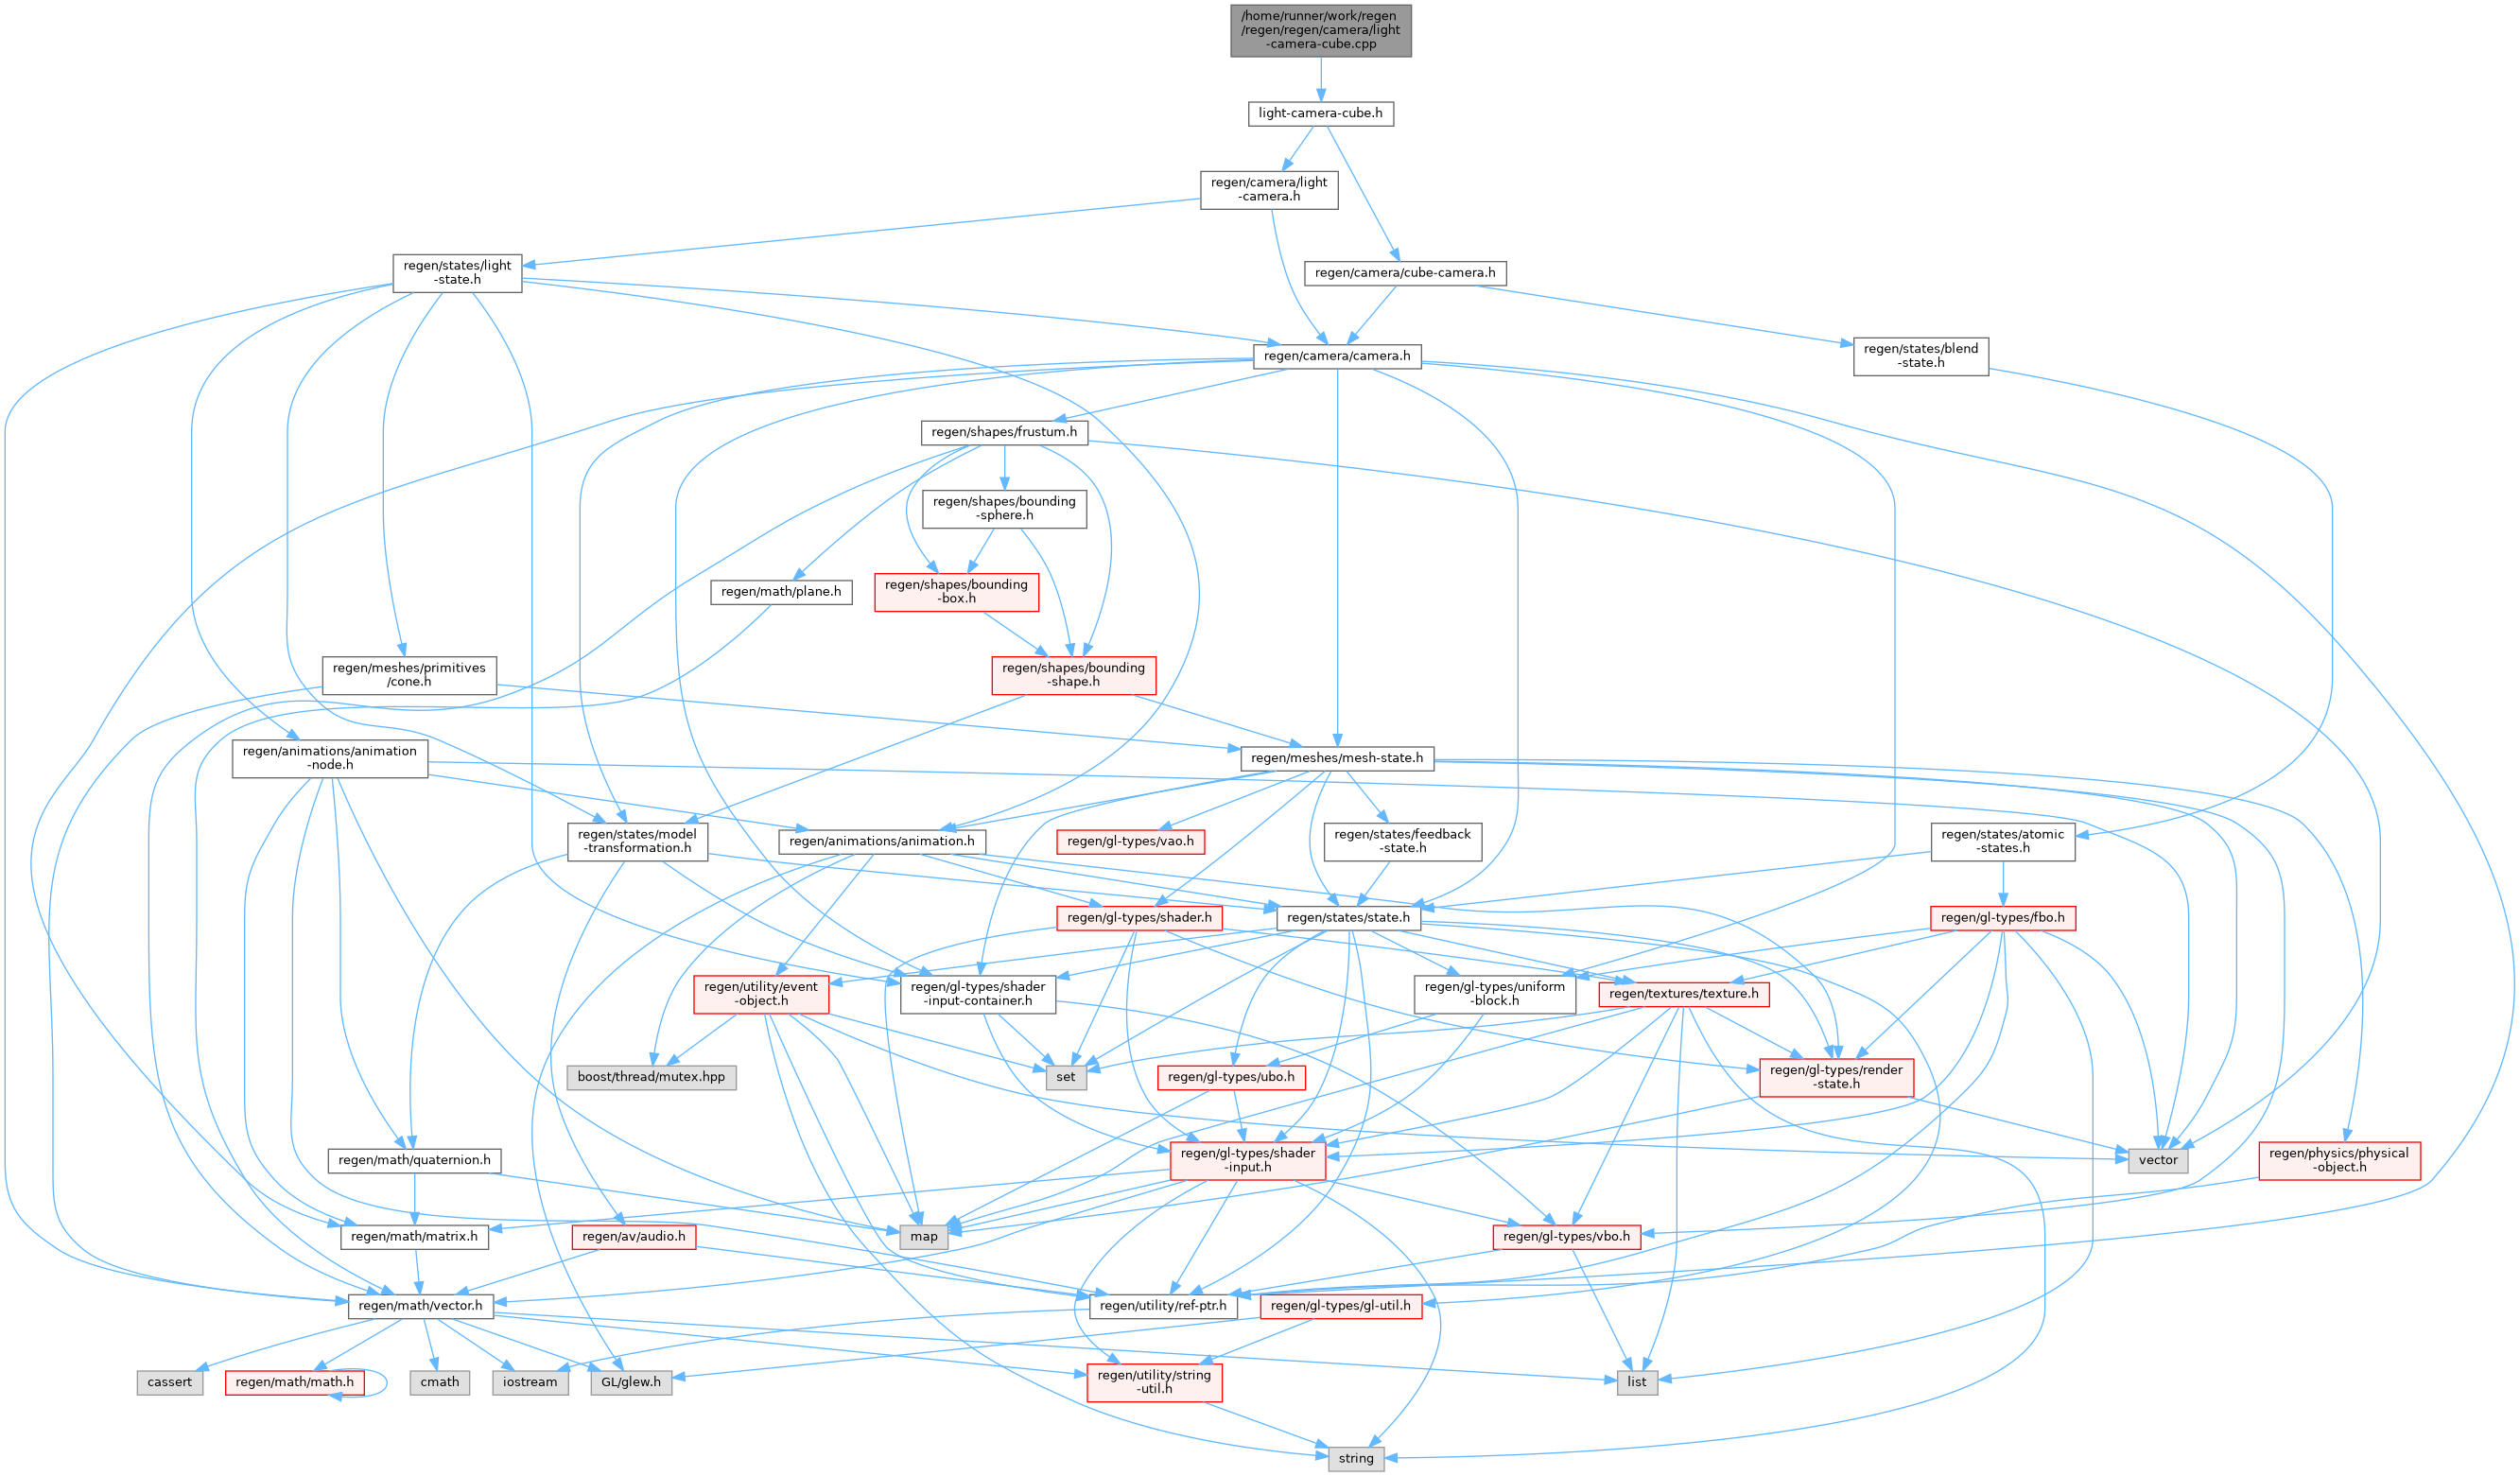 /home/runner/work/regen
/regen/regen/camera/light
-camera-cube.cpp
light-camera-cube.h
regen/camera/light
-camera.h
regen/states/light
-state.h
regen/camera/cube-camera.h
regen/camera/camera.h
regen/states/blend
-state.h
regen/shapes/frustum.h
regen/shapes/bounding
-sphere.h
regen/math/plane.h
regen/shapes/bounding
-box.h
regen/meshes/primitives
/cone.h
regen/shapes/bounding
-shape.h
regen/animations/animation
-node.h
regen/meshes/mesh-state.h
regen/states/model
-transformation.h
regen/animations/animation.h
regen/gl-types/vao.h
regen/states/feedback
-state.h
regen/states/atomic
-states.h
regen/gl-types/shader.h
regen/states/state.h
regen/gl-types/fbo.h
regen/utility/event
-object.h
regen/gl-types/shader
-input-container.h
regen/gl-types/uniform
-block.h
regen/textures/texture.h
boost/thread/mutex.hpp
set
regen/gl-types/ubo.h
regen/gl-types/render
-state.h
regen/math/quaternion.h
regen/gl-types/shader
-input.h
vector
regen/physics/physical
-object.h
regen/math/matrix.h
regen/av/audio.h
map
regen/gl-types/vbo.h
regen/math/vector.h
regen/utility/ref-ptr.h
regen/gl-types/gl-util.h
cassert
regen/math/math.h
cmath
iostream
GL/glew.h
regen/utility/string
-util.h
list
string